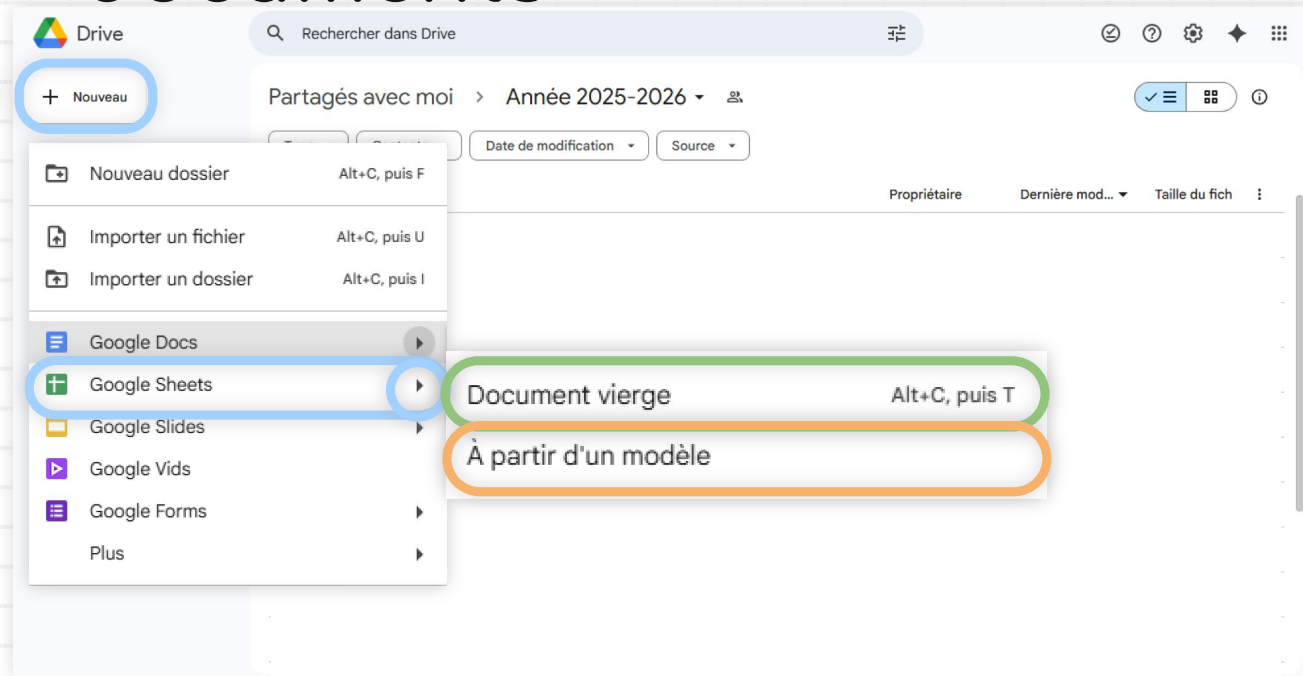 Drive
Rechercher dans Drive
Nouveau
Partagés avec moi > Année 2025-2026
Date de modification
Source
Nouveau dossier Alt+C, puis F
Propriétaire Dernière mod... Taille du fich
Importer un fichier Alt+C, puis U
Importer un dossier Alt+C, puis I
Google Docs
Google Sheets
Document vierge Alt+C, puis T
Google Slides
À partir d'un modèle
Google Vids
Google Forms
Plus